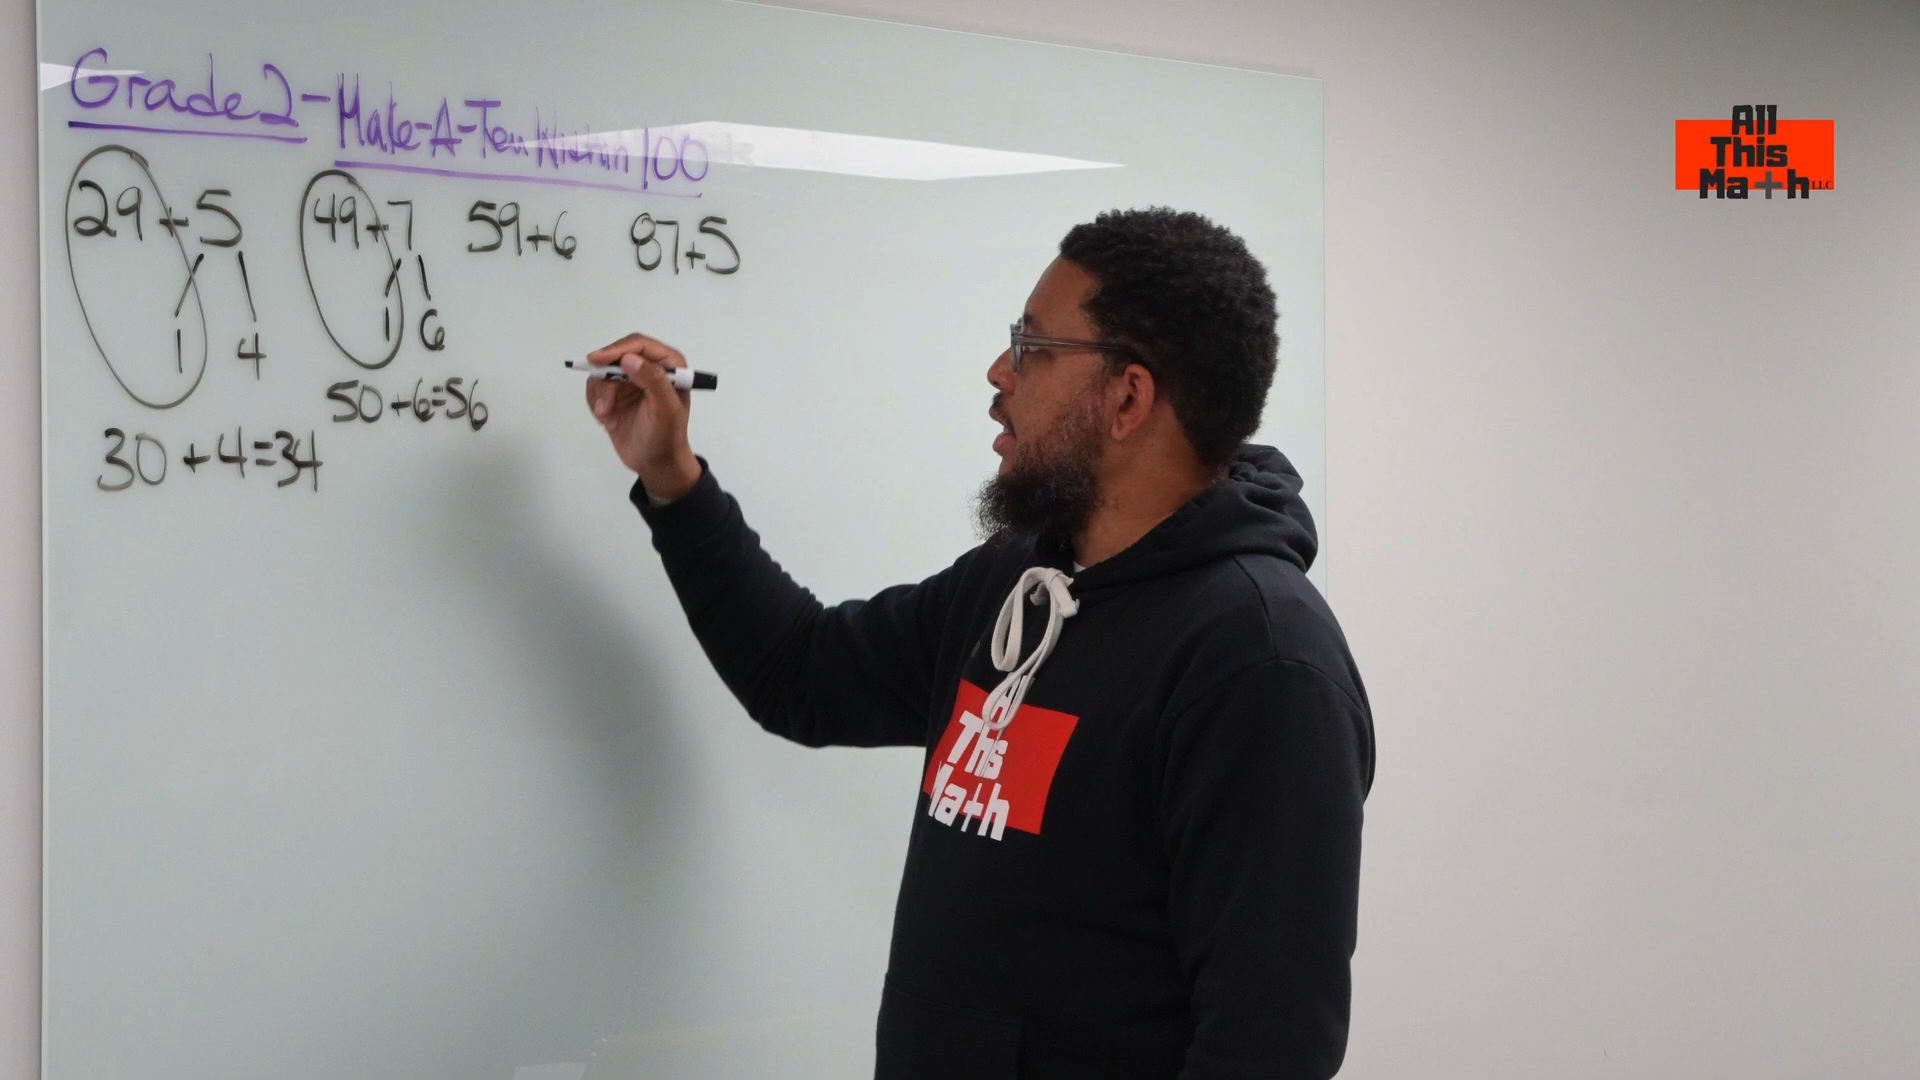 Grade 2 - Make-A-Ten Within 100
29+5 49+7 59+6 87+5
1 4 1 6
50+6=56
30+4=34
All
This
Ma+h LLC
All
This
Ma+h